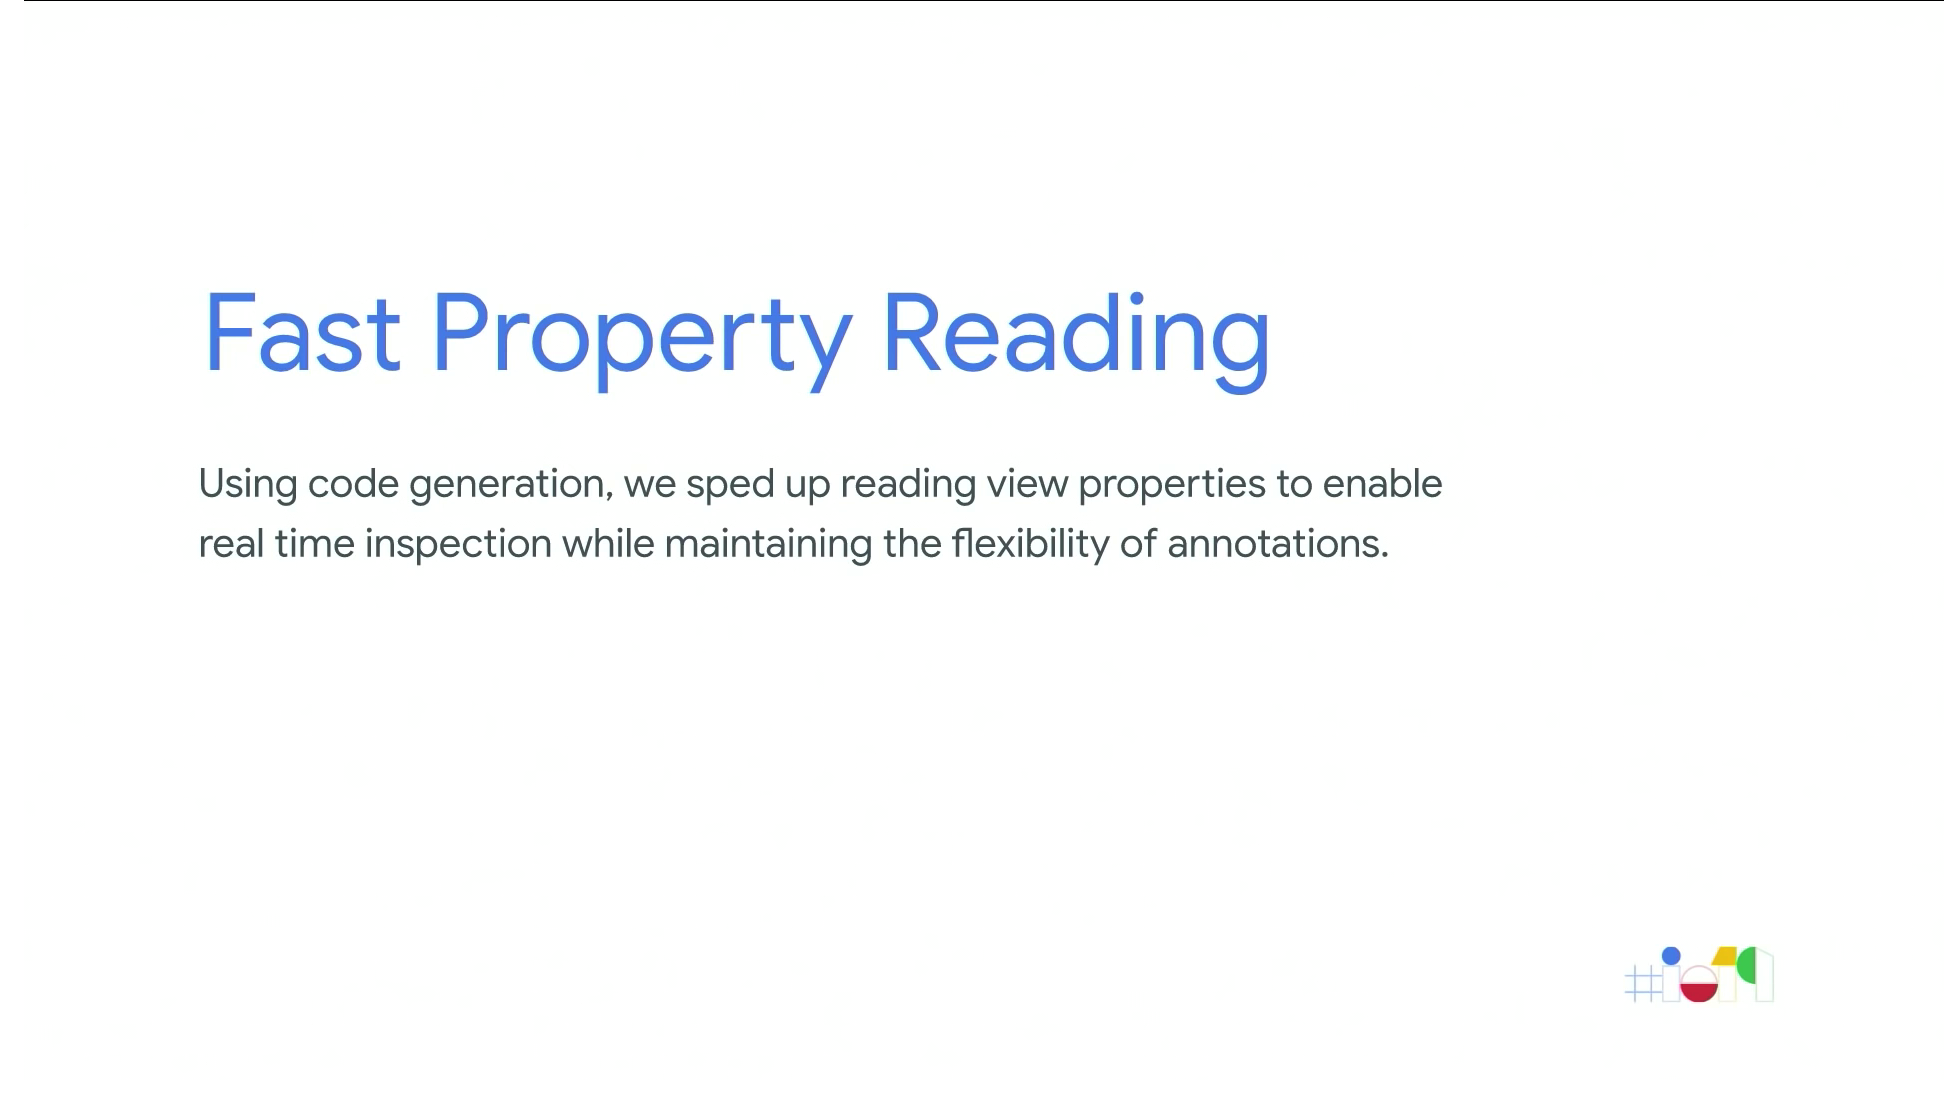 Fast Property Reading
Using code generation, we sped up reading view properties to enable
real time inspection while maintaining the flexibility of annotations.
#io19